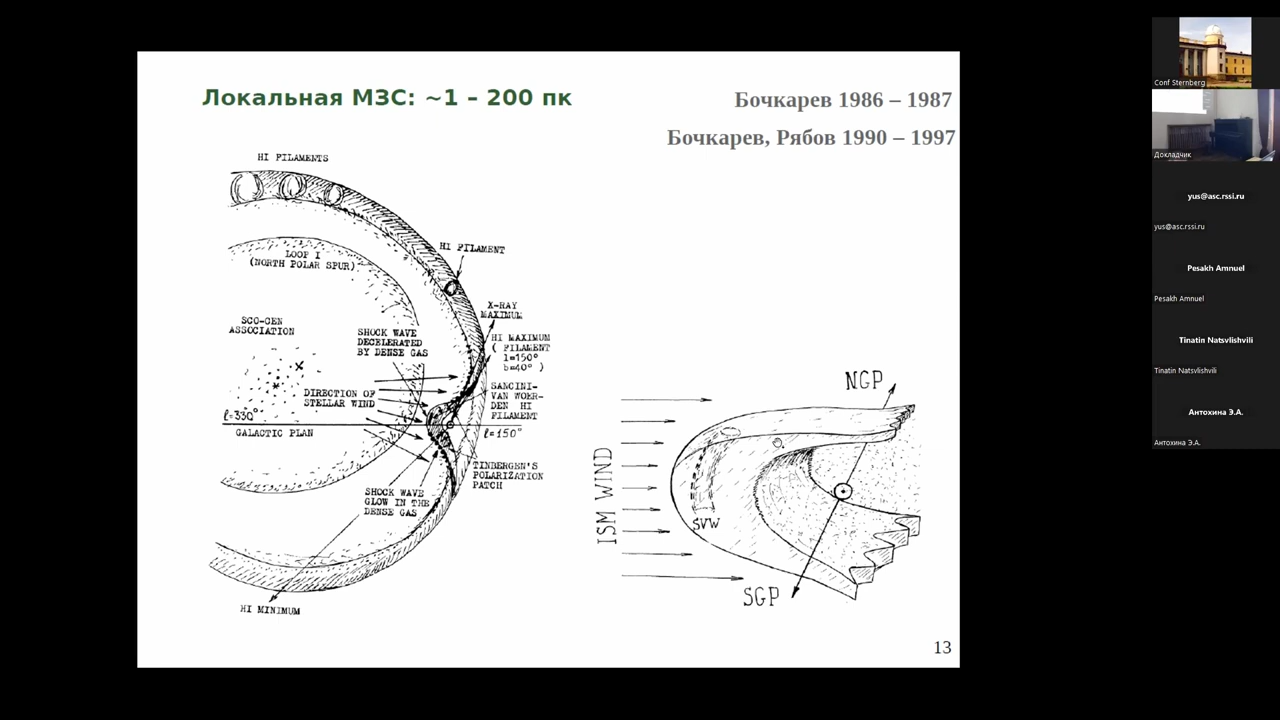 Локальная МЗС: ~1 – 200 пк
Бочкарев 1986 – 1987
Бочкарев, Рябов 1990 – 1997
HI FILAMENTS
HI FILAMENT
LOOP I
(NORTH POLAR SPUR)
X-RAY
MAXIMUM
SCO-CEN
ASSOCIATION
SHOCK WAVE
DECELERATED
BY DENSE GAS
HI MAXIMUM
( FILAMENT
l=150°
b=40° )
DIRECTION OF
STELLAR WIND
SANCINI-
VAN WOER-
DEN HI
FILAMENT
l=330°
GALACTIC PLAN
l=150°
TINBERGEN'S
POLARIZATION
PATCH
SHOCK WAVE
GLOW IN THE
DENSE GAS
HI MINIMUM
ISM WIND
NGP
SVW
SGP
13
Conf Sternberg
Докладчик
yus@asc.rssi.ru
yus@asc.rssi.ru
Pesakh Amnuel
Pesakh Amnuel
Tinatin Natsvlishvili
Tinatin Natsvlishvili
Антохина Э.А.
Антохина Э.А.